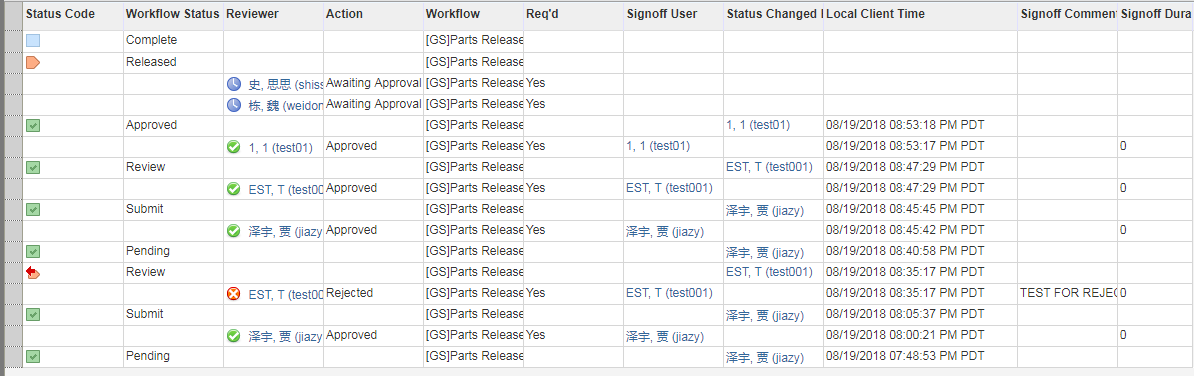 Status Code Workflow Status Reviewer Action Workflow Req'd Signoff User Status Changed Local Client Time Signoff Commen Signoff Dura
Complete [GS]Parts Release
Released [GS]Parts Release
史, 思思 (shiss Awaiting Approval [GS]Parts Release Yes
栋, 魏 (weidon Awaiting Approval [GS]Parts Release Yes
Approved [GS]Parts Release 1, 1 (test01) 08/19/2018 08:53:18 PM PDT
1, 1 (test01) Approved [GS]Parts Release Yes 1, 1 (test01) 08/19/2018 08:53:17 PM PDT 0
Review [GS]Parts Release EST, T (test001) 08/19/2018 08:47:29 PM PDT
EST, T (test00 Approved [GS]Parts Release Yes EST, T (test001) 08/19/2018 08:47:29 PM PDT 0
Submit [GS]Parts Release 泽宇, 贾 (jiazy) 08/19/2018 08:45:45 PM PDT
泽宇, 贾 (jiazy Approved [GS]Parts Release Yes 泽宇, 贾 (jiazy) 08/19/2018 08:45:42 PM PDT 0
Pending [GS]Parts Release 泽宇, 贾 (jiazy) 08/19/2018 08:40:58 PM PDT
Review [GS]Parts Release EST, T (test001) 08/19/2018 08:35:17 PM PDT
EST, T (test00 Rejected [GS]Parts Release Yes EST, T (test001) 08/19/2018 08:35:17 PM PDT TEST FOR REJEC 0
Submit [GS]Parts Release 泽宇, 贾 (jiazy) 08/19/2018 08:05:37 PM PDT
泽宇, 贾 (jiazy Approved [GS]Parts Release Yes 泽宇, 贾 (jiazy) 08/19/2018 08:00:21 PM PDT 0
Pending [GS]Parts Release 泽宇, 贾 (jiazy) 08/19/2018 07:48:53 PM PDT